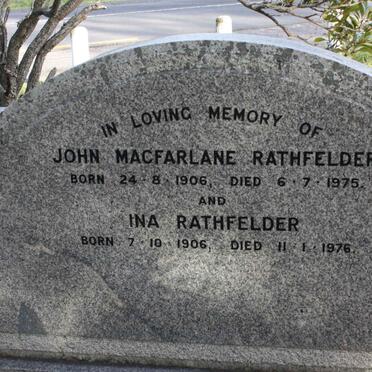 IN LOVING MEMORY OF
JOHN MACFARLANE RATHFELDER
BORN 24·8·1906, DIED 6·7·1975.
AND
INA RATHFELDER
BORN 7·10·1906, DIED 11·1·1976.